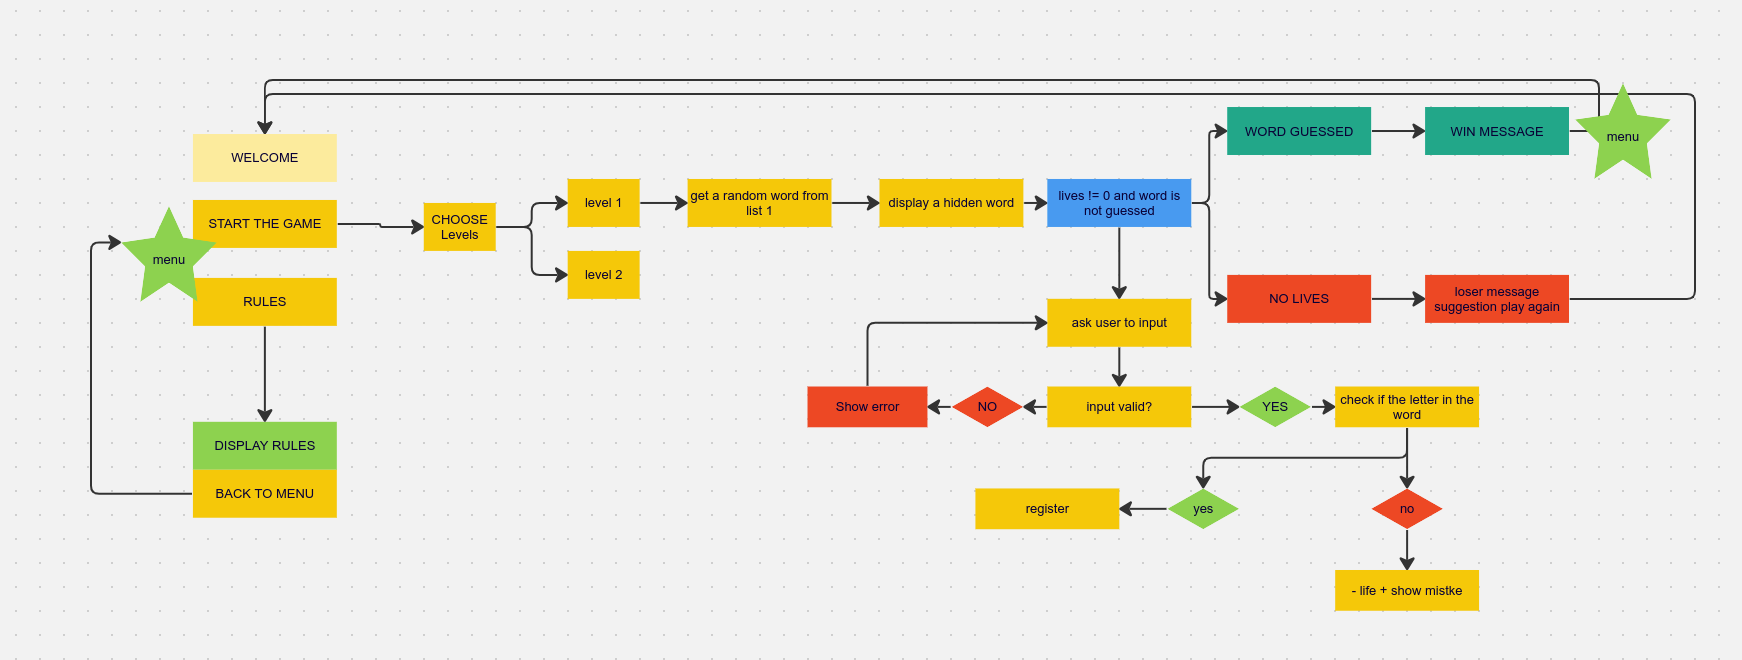 WELCOME
START THE GAME
menu
RULES
DISPLAY RULES
BACK TO MENU
CHOOSE
Levels
level 1
level 2
get a random word from
list 1
display a hidden word
lives != 0 and word is
not guessed
WORD GUESSED
WIN MESSAGE
menu
NO LIVES
loser message
suggestion play again
ask user to input
Show error
NO
input valid?
YES
check if the letter in the
word
register
yes
no
- life + show mistke